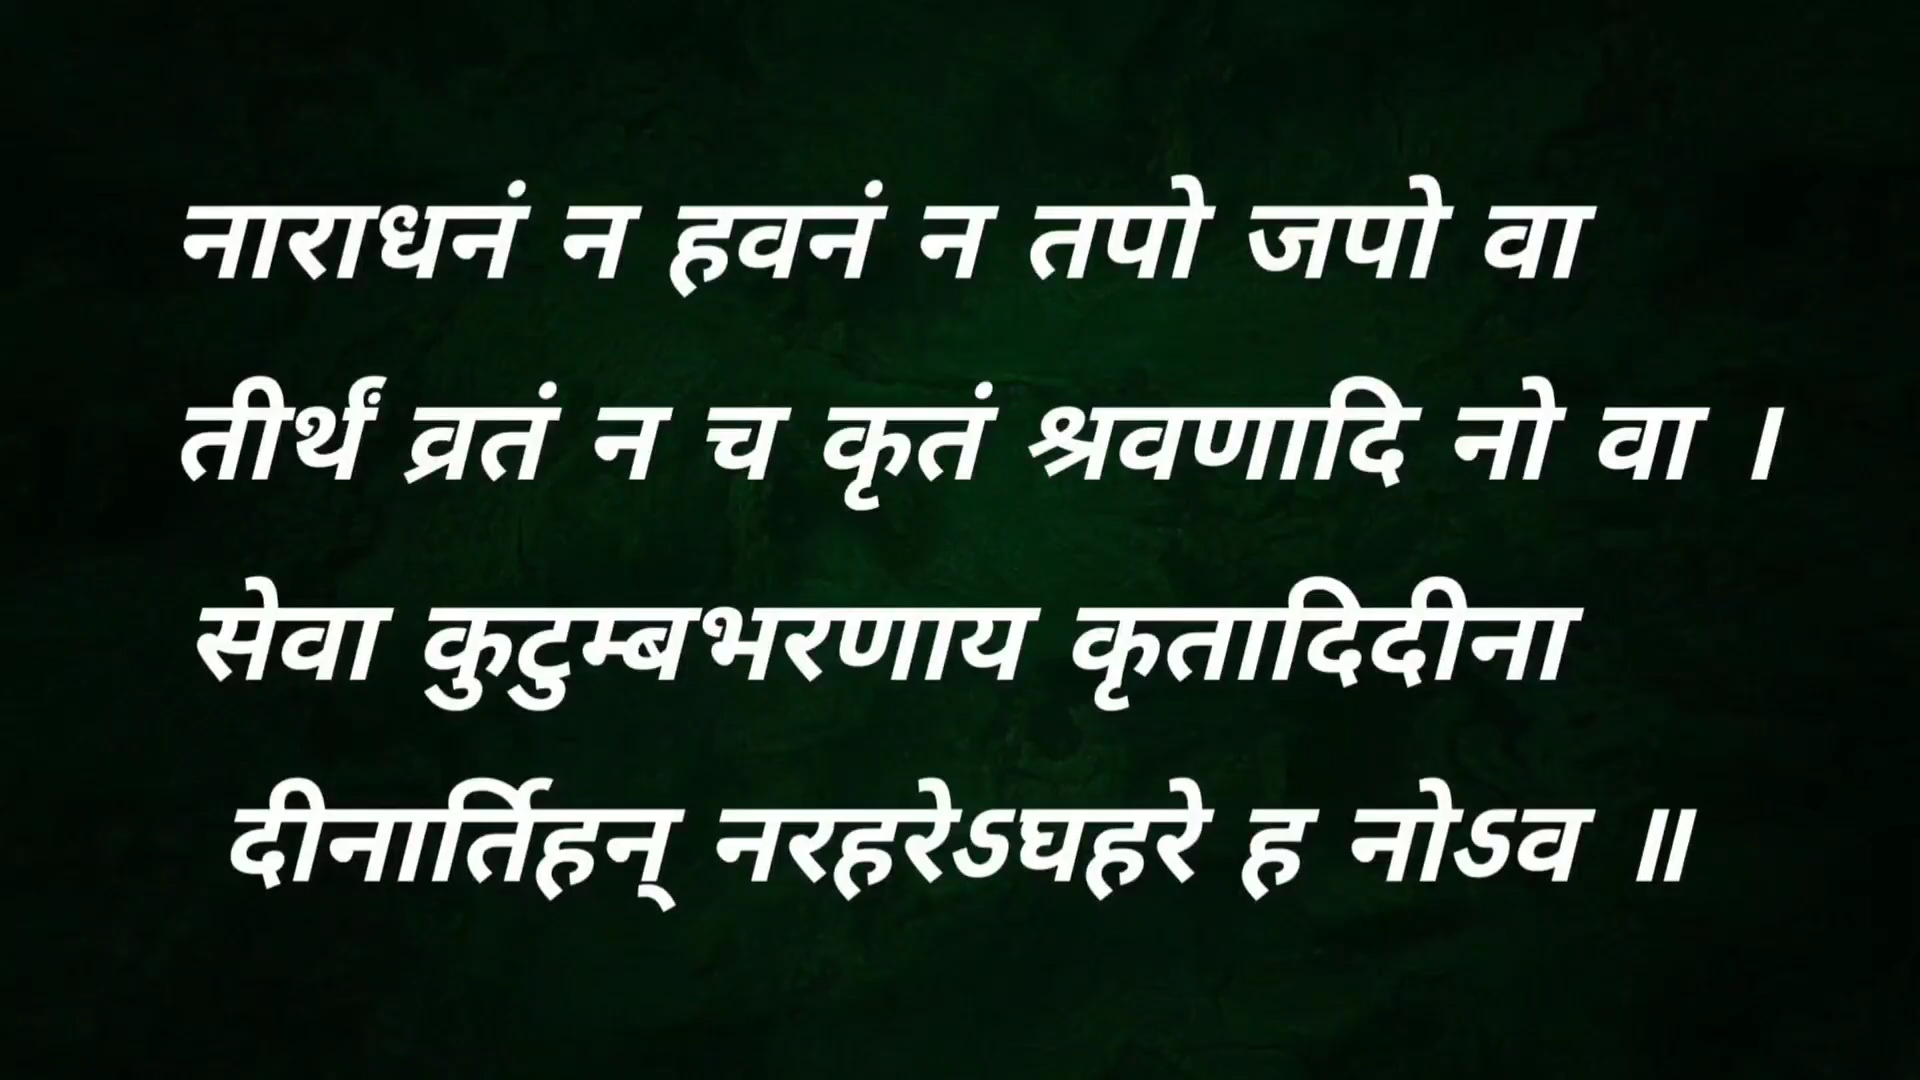 नाराधनं न हवनं न तपो जपो वा
तीर्थं व्रतं न च कृतं श्रवणादि नो वा ।
सेवा कुटुम्बभरणाय कृतादिदीना
दीनार्तिहन् नरहरेऽघहरे ह नोऽव ॥